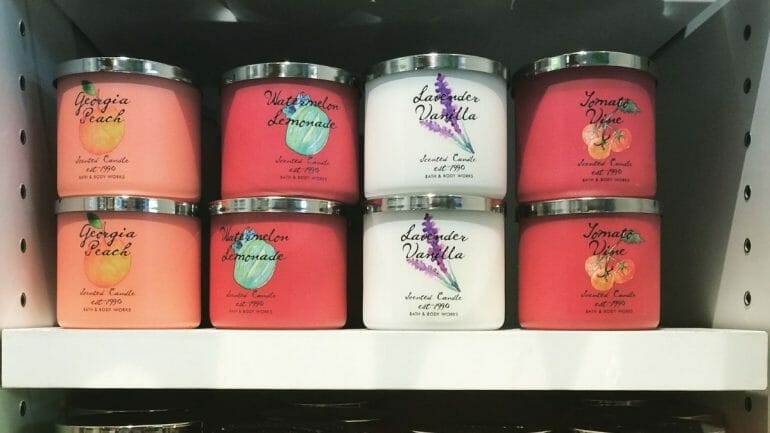 Georgia
Peach
Scented Candle
est 1990
BATH & BODY WORKS
Watermelon
Lemonade
Scented Candle
est 1990
BATH & BODY WORKS
Lavender
Vanilla
Scented Candle
est 1990
BATH & BODY WORKS
Tomato
Vine
Scented Candle
est 1990
BATH & BODY WORKS
Georgia
Peach
Scented Candle
est 1990
BATH & BODY WORKS
Watermelon
Lemonade
Scented Candle
est 1990
BATH & BODY WORKS
Lavender
Vanilla
Scented Candle
est 1990
BATH & BODY WORKS
Tomato
Vine
Scented Candle
est 1990
BATH & BODY WORKS